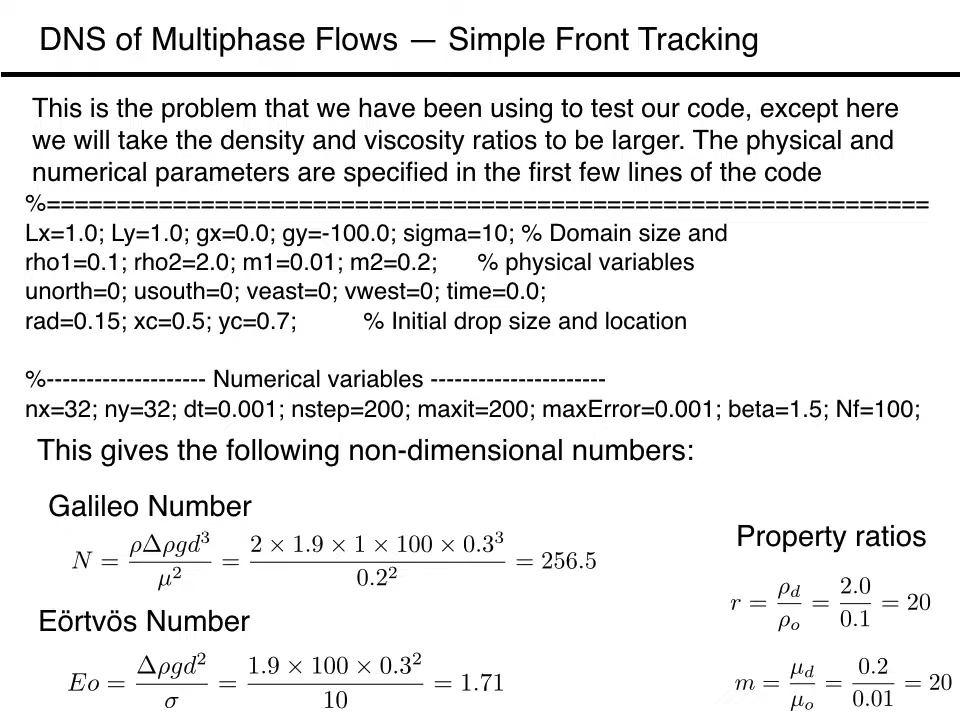 DNS of Multiphase Flows — Simple Front Tracking
This is the problem that we have been using to test our code, except here
we will take the density and viscosity ratios to be larger. The physical and
numerical parameters are specified in the first few lines of the code
%===============================================================
Lx=1.0; Ly=1.0; gx=0.0; gy=-100.0; sigma=10; % Domain size and
rho1=0.1; rho2=2.0; m1=0.01; m2=0.2; % physical variables
unorth=0; usouth=0; veast=0; vwest=0; time=0.0;
rad=0.15; xc=0.5; yc=0.7; % Initial drop size and location
%-------------------- Numerical variables ----------------------
nx=32; ny=32; dt=0.001; nstep=200; maxit=200; maxError=0.001; beta=1.5; Nf=100;
This gives the following non-dimensional numbers:
Galileo Number
N = ρΔρgd³/μ² = 2 × 1.9 × 1 × 100 × 0.3³/0.2² = 256.5
Eörtvös Number
Eo = Δρgd²/σ = 1.9 × 100 × 0.3²/10 = 1.71
Property ratios
r = ρd/ρo = 2.0/0.1 = 20
m = μd/μo = 0.2/0.01 = 20